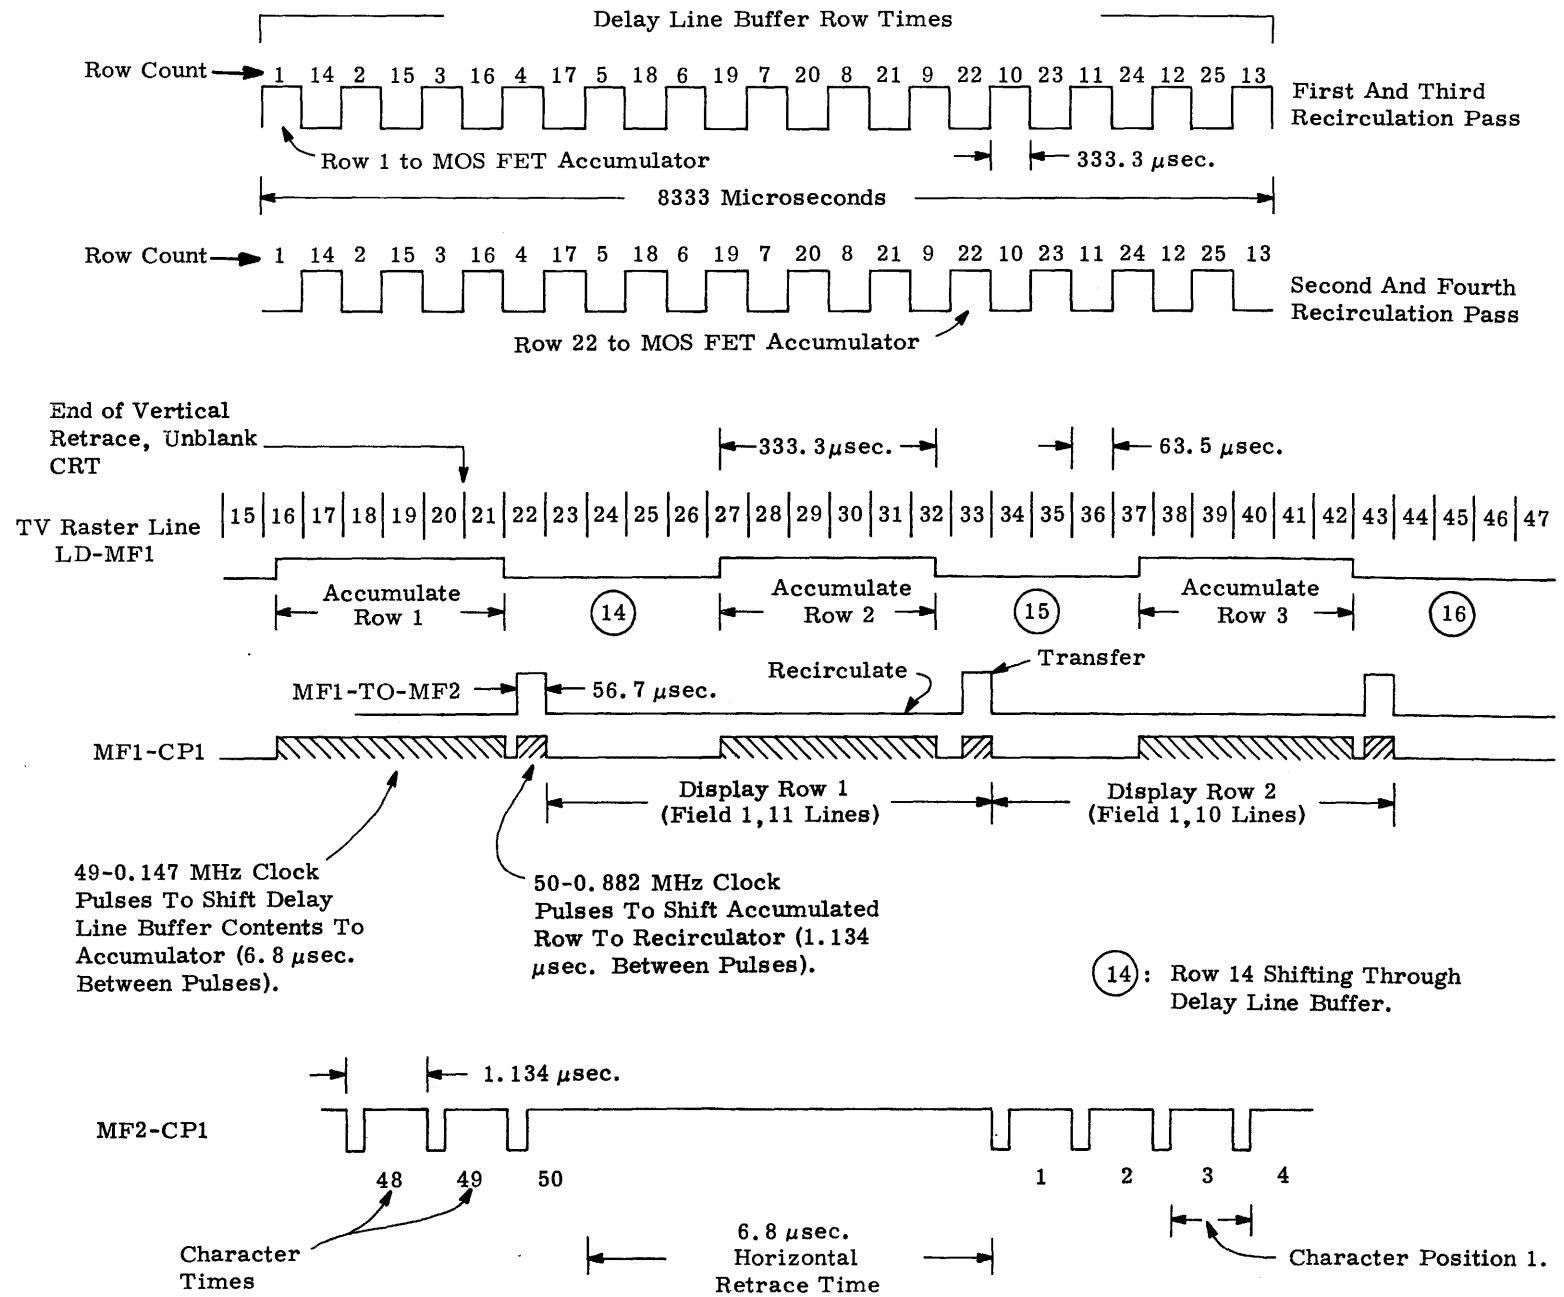 Delay Line Buffer Row Times
Row Count 1 14 2 15 3 16 4 17 5 18 6 19 7 20 8 21 9 22 10 23 11 24 12 25 13
First And Third
Recirculation Pass
Row 1 to MOS FET Accumulator
333.3 μsec.
8333 Microseconds
Row Count 1 14 2 15 3 16 4 17 5 18 6 19 7 20 8 21 9 22 10 23 11 24 12 25 13
Second And Fourth
Recirculation Pass
Row 22 to MOS FET Accumulator
End of Vertical
Retrace, Unblank
CRT
333.3 μsec.
63.5 μsec.
TV Raster Line
15 16 17 18 19 20 21 22 23 24 25 26 27 28 29 30 31 32 33 34 35 36 37 38 39 40 41 42 43 44 45 46 47
LD-MF1
Accumulate
Row 1
14
Accumulate
Row 2
15
Accumulate
Row 3
16
Recirculate
Transfer
MF1-TO-MF2
56.7 μsec.
MF1-CP1
Display Row 1
(Field 1, 11 Lines)
Display Row 2
(Field 1, 10 Lines)
49-0.147 MHz Clock
Pulses To Shift Delay
Line Buffer Contents To
Accumulator (6.8 μsec.
Between Pulses).
50-0.882 MHz Clock
Pulses To Shift Accumulated
Row To Recirculator (1.134
μsec. Between Pulses).
14 : Row 14 Shifting Through
Delay Line Buffer.
1.134 μsec.
MF2-CP1
48 49 50 1 2 3 4
Character
Times
6.8 μsec.
Horizontal
Retrace Time
Character Position 1.